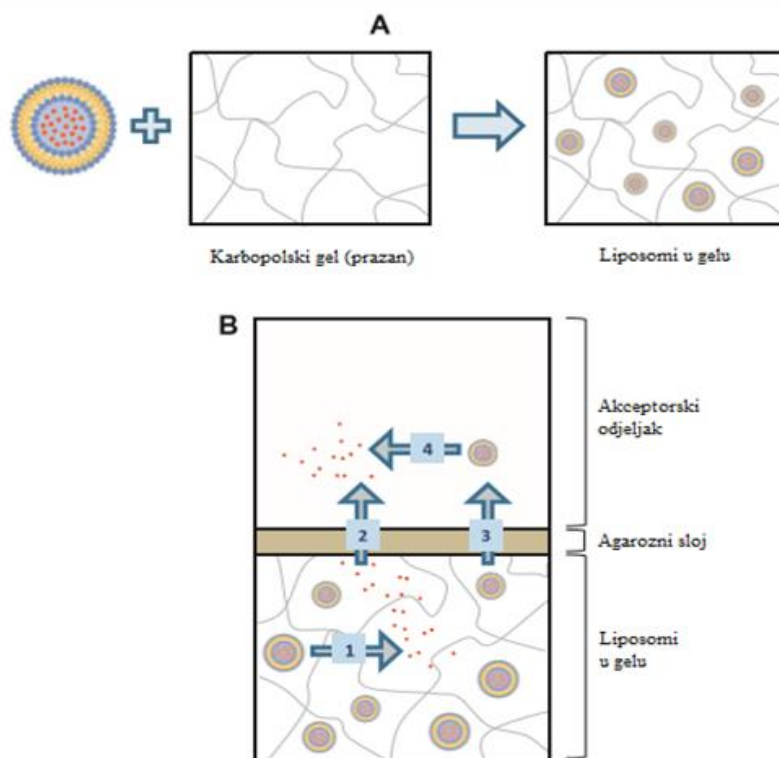 A
Karbopolski gel (prazan)
Liposomi u gelu
B
Akceptorski
odjeljak
4
2
3
Agarozni sloj
Liposomi
u gelu
1